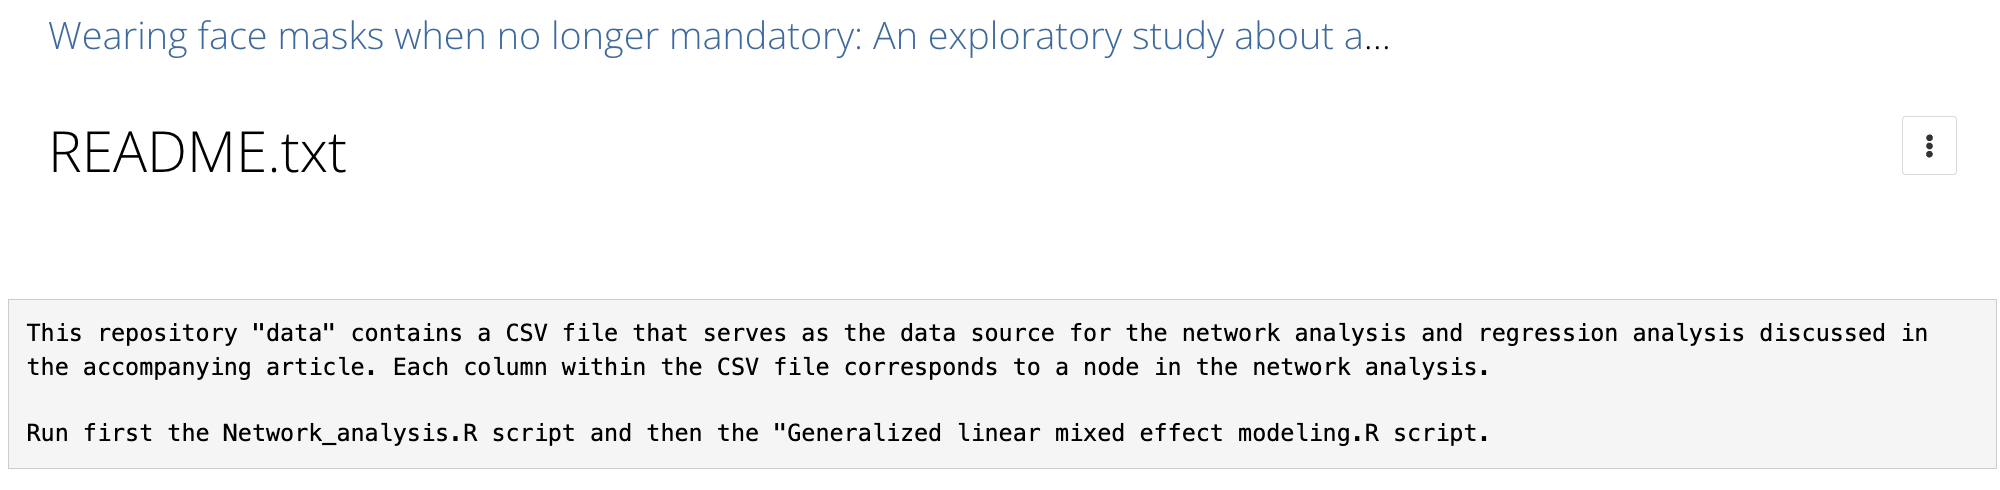 Wearing face masks when no longer mandatory: An exploratory study about a...
README.txt
This repository "data" contains a CSV file that serves as the data source for the network analysis and regression analysis discussed in
the accompanying article. Each column within the CSV file corresponds to a node in the network analysis.
Run first the Network_analysis.R script and then the "Generalized linear mixed effect modeling.R script.